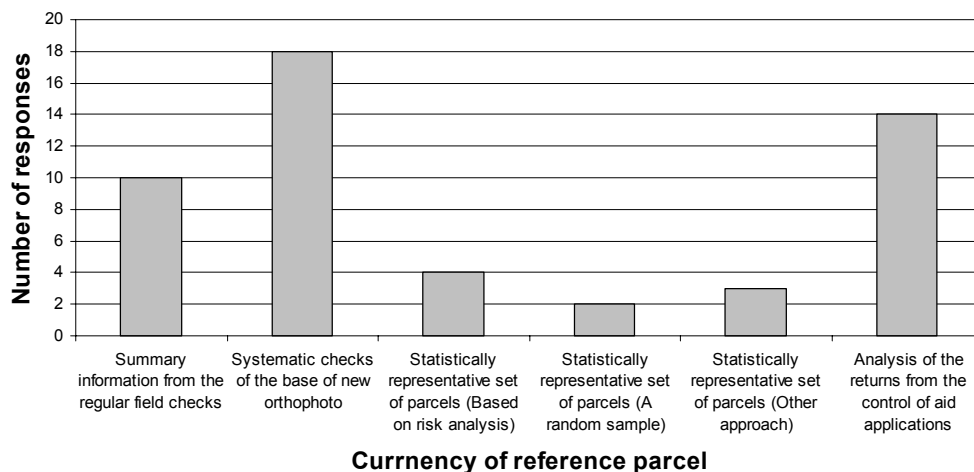 Number of responses
20
18
16
14
12
10
8
6
4
2
0
Summary
information from the
regular field checks
Systematic checks
of the base of new
orthophoto
Statistically
representative set
of parcels (Based
on risk analysis)
Statistically
representative set
of parcels (A
random sample)
Statistically
representative set
of parcels (Other
approach)
Analysis of the
returns from the
control of aid
applications
Currnency of reference parcel